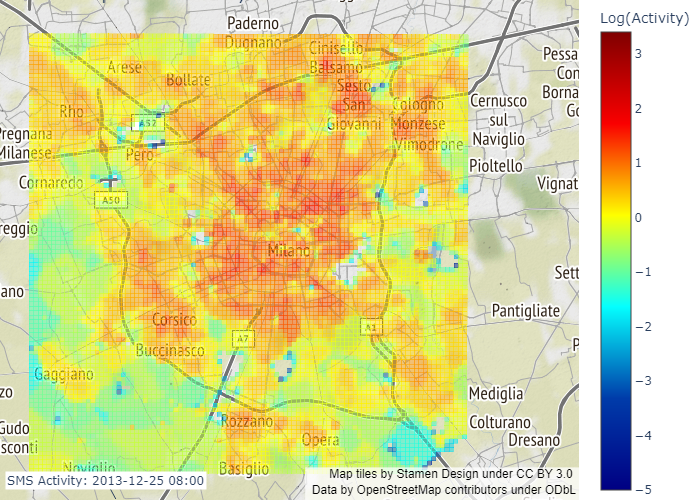 Log(Activity)
Paderno
Dugnano
Cinisello
Balsamo
Arese
Bollate
Sesto
San
Giovanni
Rho
Cologno
Monzese
Cernusco
sul
Naviglio
Pessa
Con
Borna
Go
A52
Pregnana
Milanese
Pero
Vimodrone
Pioltello
Cornaredo
Vignat
A50
reggio
Milano
Sett
ano
Pantigliate
Corsico
A1
A7
P
Buccinasco
Gaggiano
zo
Mediglia
Rozzano
Colturano
Gudo
sconti
Opera
Dresano
Noviglio
Basiglio
SMS Activity: 2013-12-25 08:00
Map tiles by Stamen Design under CC BY 3.0
Data by OpenStreetMap contributors under ODbL
3
2
1
0
−1
−2
−3
−4
−5